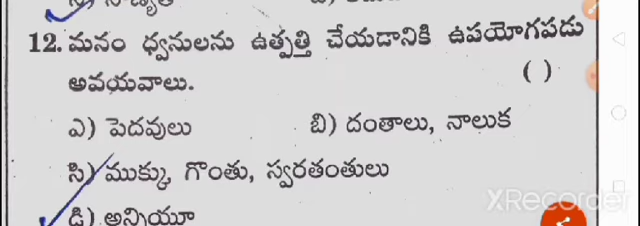 12. మనం ధ్వనులను ఉత్పత్తి చేయడానికి ఉపయోగపడు
అవయవాలు. ( )
ఎ) పెదవులు బి) దంతాలు, నాలుక
సి) ముక్కు, గొంతు, స్వరతంతులు
డి) అన్నియూ
XRecorder